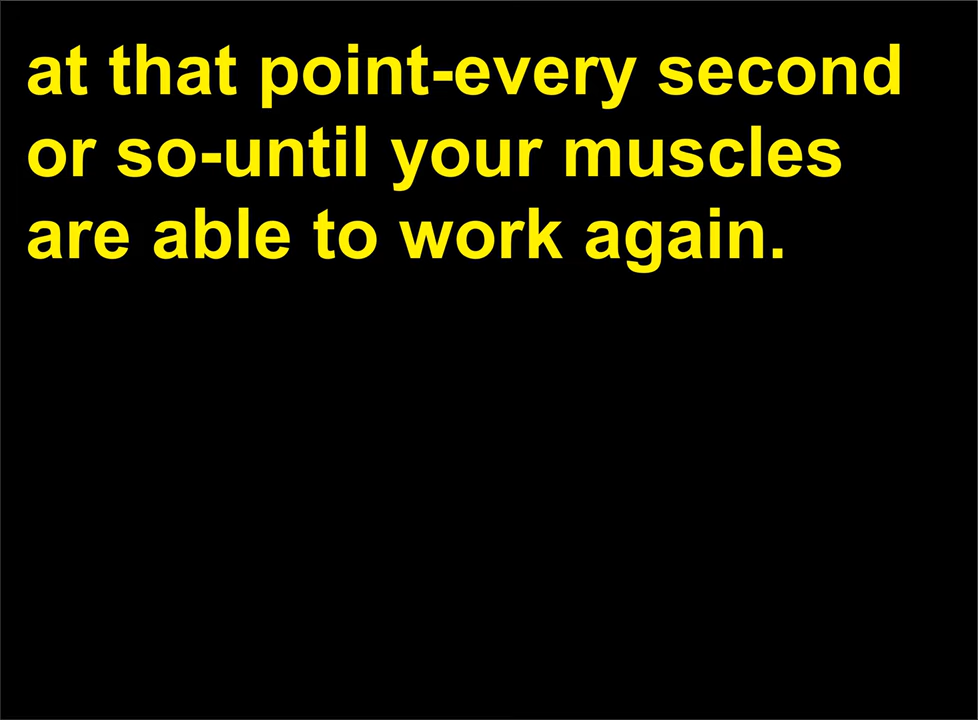 at that point-every second
or so-until your muscles
are able to work again.